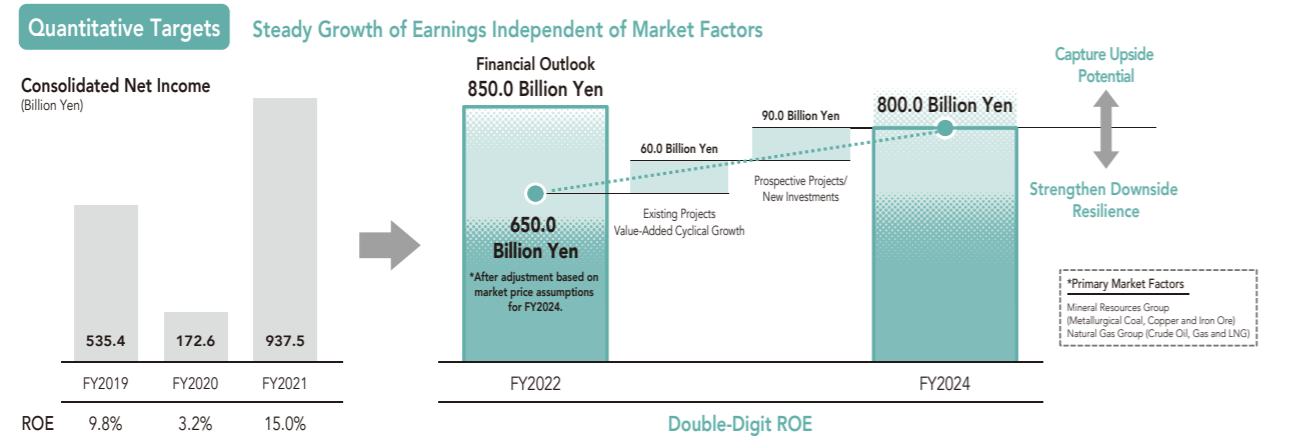 Quantitative Targets
Steady Growth of Earnings Independent of Market Factors
Consolidated Net Income
(Billion Yen)
535.4
172.6
937.5
FY2019
FY2020
FY2021
ROE
9.8%
3.2%
15.0%
Financial Outlook
850.0 Billion Yen
650.0
Billion Yen
*After adjustment based on
market price assumptions
for FY2024.
60.0 Billion Yen
Existing Projects
Value-Added Cyclical Growth
90.0 Billion Yen
Prospective Projects/
New Investments
800.0 Billion Yen
FY2022
FY2024
Double-Digit ROE
Capture Upside
Potential
Strengthen Downside
Resilience
*Primary Market Factors
Mineral Resources Group
(Metallurgical Coal, Copper and Iron Ore)
Natural Gas Group (Crude Oil, Gas and LNG)